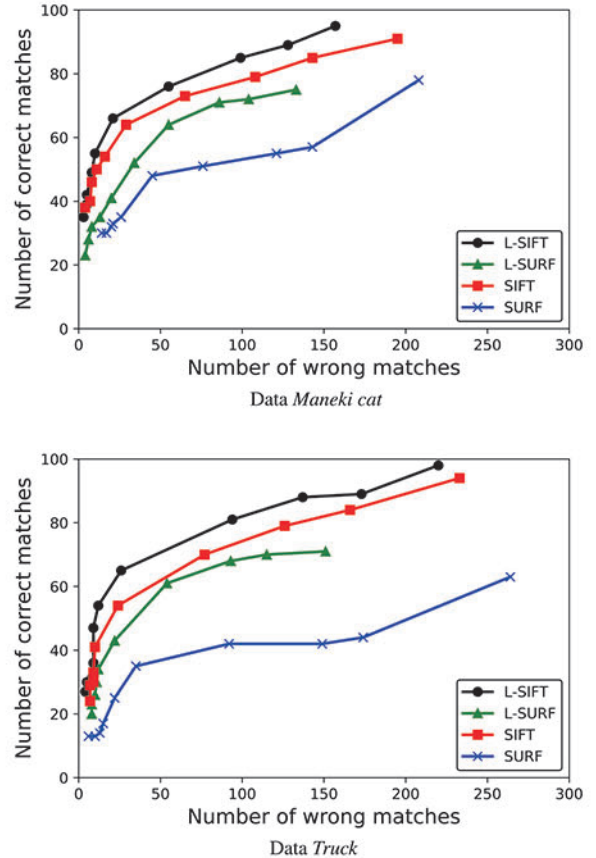 100
80
60
40
20
0
Number of correct matches
L-SIFT
L-SURF
SIFT
SURF
0 50 100 150 200 250 300
Number of wrong matches
Data Maneki cat
100
80
60
40
20
0
Number of correct matches
L-SIFT
L-SURF
SIFT
SURF
0 50 100 150 200 250 300
Number of wrong matches
Data Truck